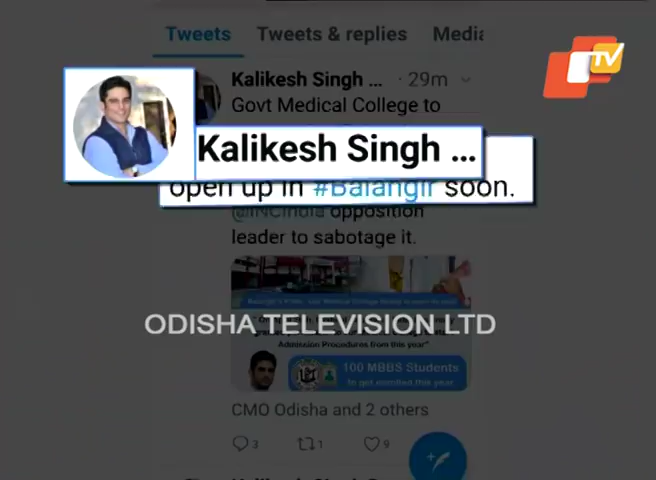 Tweets Tweets & replies Media
TV
Kalikesh Singh ... · 29m
Govt Medical College to
Kalikesh Singh ...
open up in #Balangir soon.
@INCIndia opposition
leader to sabotage it.
ODISHA TELEVISION LTD
Admission Procedures from this year"
100 MBBS Students
to get enrolled this year
CMO Odisha and 2 others
3 1 9